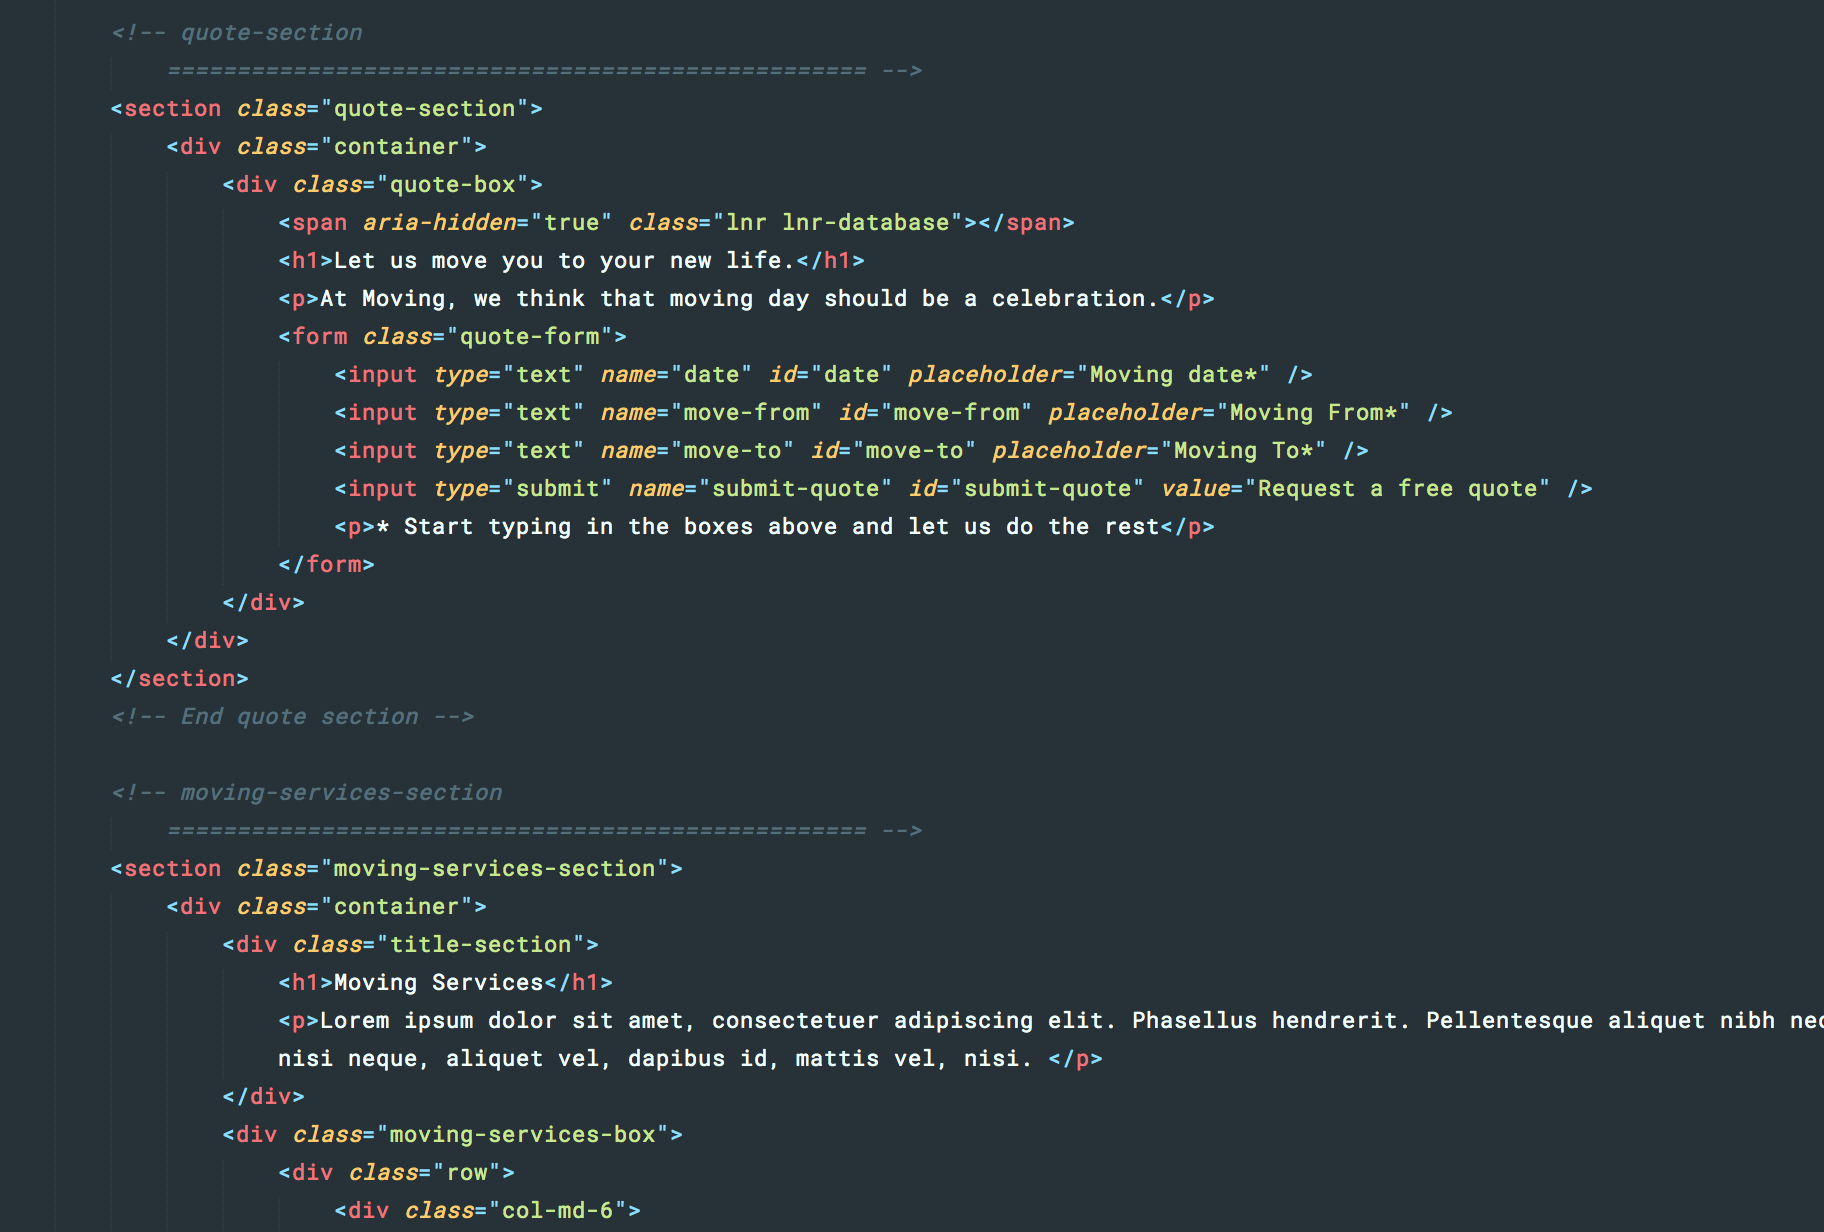 <!-- quote-section
================================================== -->
<section class="quote-section">
<div class="container">
<div class="quote-box">
<span aria-hidden="true" class="lnr lnr-database"></span>
<h1>Let us move you to your new life.</h1>
<p>At Moving, we think that moving day should be a celebration.</p>
<form class="quote-form">
<input type="text" name="date" id="date" placeholder="Moving date*" />
<input type="text" name="move-from" id="move-from" placeholder="Moving From*" />
<input type="text" name="move-to" id="move-to" placeholder="Moving To*" />
<input type="submit" name="submit-quote" id="submit-quote" value="Request a free quote" />
<p>* Start typing in the boxes above and let us do the rest</p>
</form>
</div>
</div>
</section>
<!-- End quote section -->
<!-- moving-services-section
================================================== -->
<section class="moving-services-section">
<div class="container">
<div class="title-section">
<h1>Moving Services</h1>
<p>Lorem ipsum dolor sit amet, consectetuer adipiscing elit. Phasellus hendrerit. Pellentesque aliquet nibh
nisi neque, aliquet vel, dapibus id, mattis vel, nisi. </p>
</div>
<div class="moving-services-box">
<div class="row">
<div class="col-md-6">